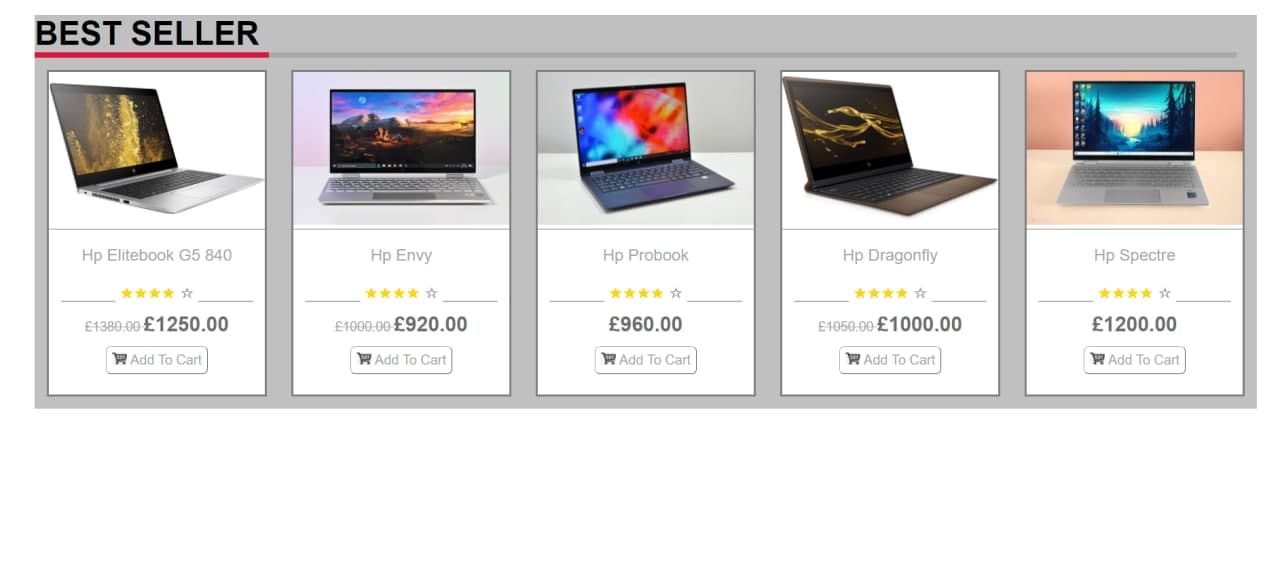 BEST SELLER
Hp Elitebook G5 840
★★★★☆
£1380.00 £1250.00
Add To Cart
Hp Envy
★★★★☆
£1000.00 £920.00
Add To Cart
Hp Probook
★★★★☆
£960.00
Add To Cart
Hp Dragonfly
★★★★☆
£1050.00 £1000.00
Add To Cart
Hp Spectre
★★★★☆
£1200.00
Add To Cart